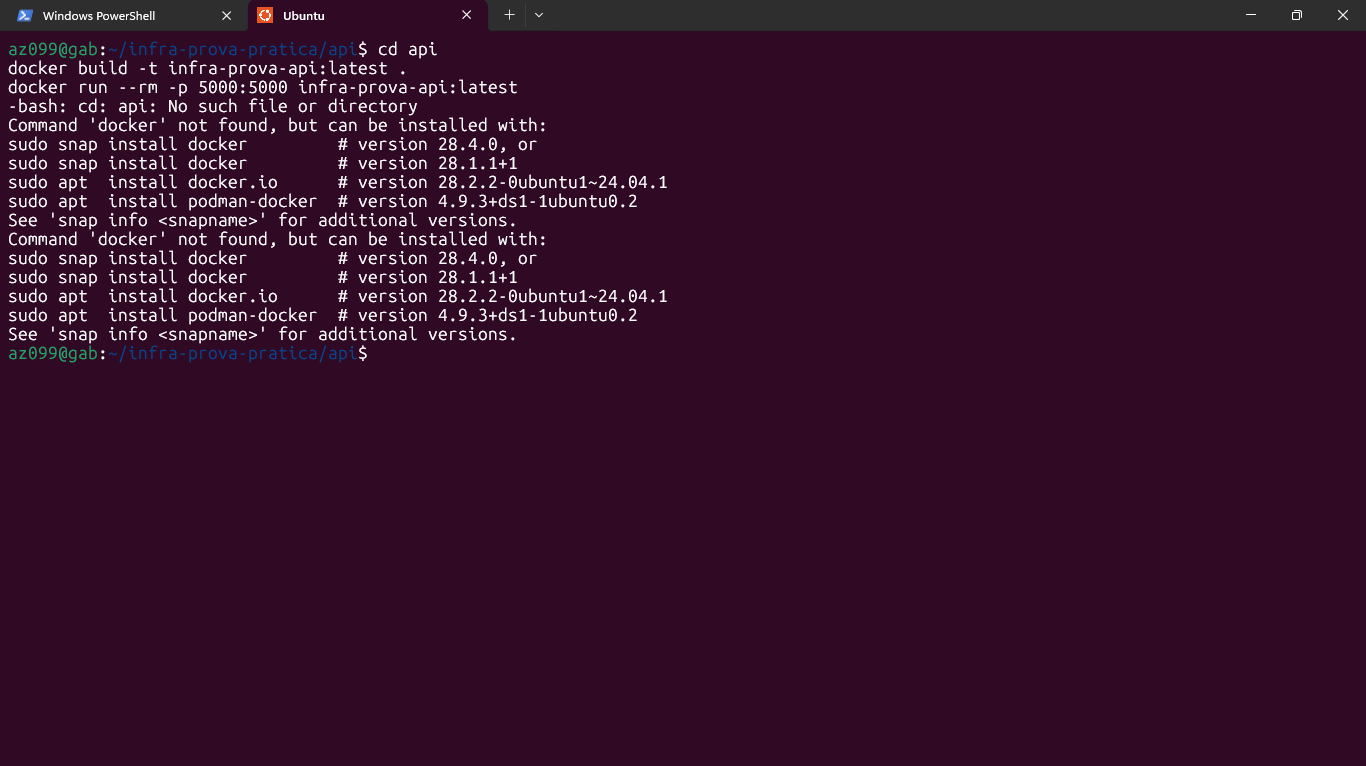 Windows PowerShell
Ubuntu
az099@gab:~/infra-prova-pratica/api$ cd api
docker build -t infra-prova-api:latest .
docker run --rm -p 5000:5000 infra-prova-api:latest
-bash: cd: api: No such file or directory
Command 'docker' not found, but can be installed with:
sudo snap install docker         # version 28.4.0, or
sudo snap install docker         # version 28.1.1+1
sudo apt  install docker.io      # version 28.2.2-0ubuntu1~24.04.1
sudo apt  install podman-docker  # version 4.9.3+ds1-1ubuntu0.2
See 'snap info <snapname>' for additional versions.
Command 'docker' not found, but can be installed with:
sudo snap install docker         # version 28.4.0, or
sudo snap install docker         # version 28.1.1+1
sudo apt  install docker.io      # version 28.2.2-0ubuntu1~24.04.1
sudo apt  install podman-docker  # version 4.9.3+ds1-1ubuntu0.2
See 'snap info <snapname>' for additional versions.
az099@gab:~/infra-prova-pratica/api$